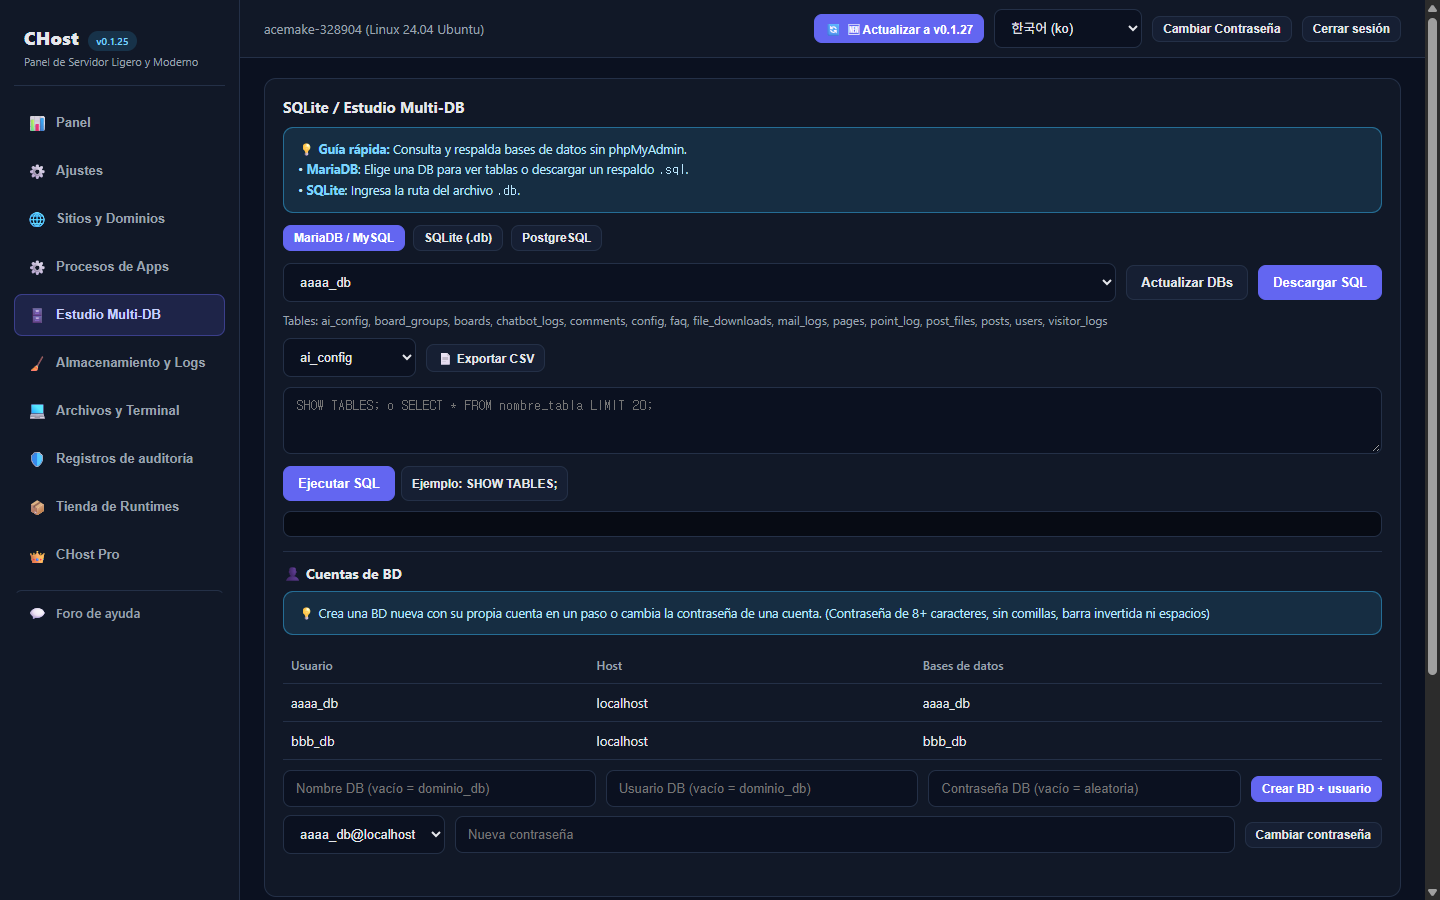 CHost v0.1.25
Panel de Servidor Ligero y Moderno
Panel
Ajustes
Sitios y Dominios
Procesos de Apps
Estudio Multi-DB
Almacenamiento y Logs
Archivos y Terminal
Registros de auditoría
Tienda de Runtimes
CHost Pro
Foro de ayuda
acemake-328904 (Linux 24.04 Ubuntu)
Actualizar a v0.1.27
한국어 (ko)
Cambiar Contraseña
Cerrar sesión
SQLite / Estudio Multi-DB
Guía rápida: Consulta y respalda bases de datos sin phpMyAdmin.
• MariaDB: Elige una DB para ver tablas o descargar un respaldo .sql.
• SQLite: Ingresa la ruta del archivo .db.
MariaDB / MySQL
SQLite (.db)
PostgreSQL
aaaa_db
Actualizar DBs
Descargar SQL
Tables: ai_config, board_groups, boards, chatbot_logs, comments, config, faq, file_downloads, mail_logs, pages, point_log, post_files, posts, users, visitor_logs
ai_config
Exportar CSV
SHOW TABLES; o SELECT * FROM nombre_tabla LIMIT 20;
Ejecutar SQL
Ejemplo: SHOW TABLES;
Cuentas de BD
Crea una BD nueva con su propia cuenta en un paso o cambia la contraseña de una cuenta. (Contraseña de 8+ caracteres, sin comillas, barra invertida ni espacios)
Usuario Host Bases de datos
aaaa_db localhost aaaa_db
bbb_db localhost bbb_db
Nombre DB (vacío = dominio_db)
Usuario DB (vacío = dominio_db)
Contraseña DB (vacío = aleatoria)
Crear BD + usuario
aaaa_db@localhost
Nueva contraseña
Cambiar contraseña